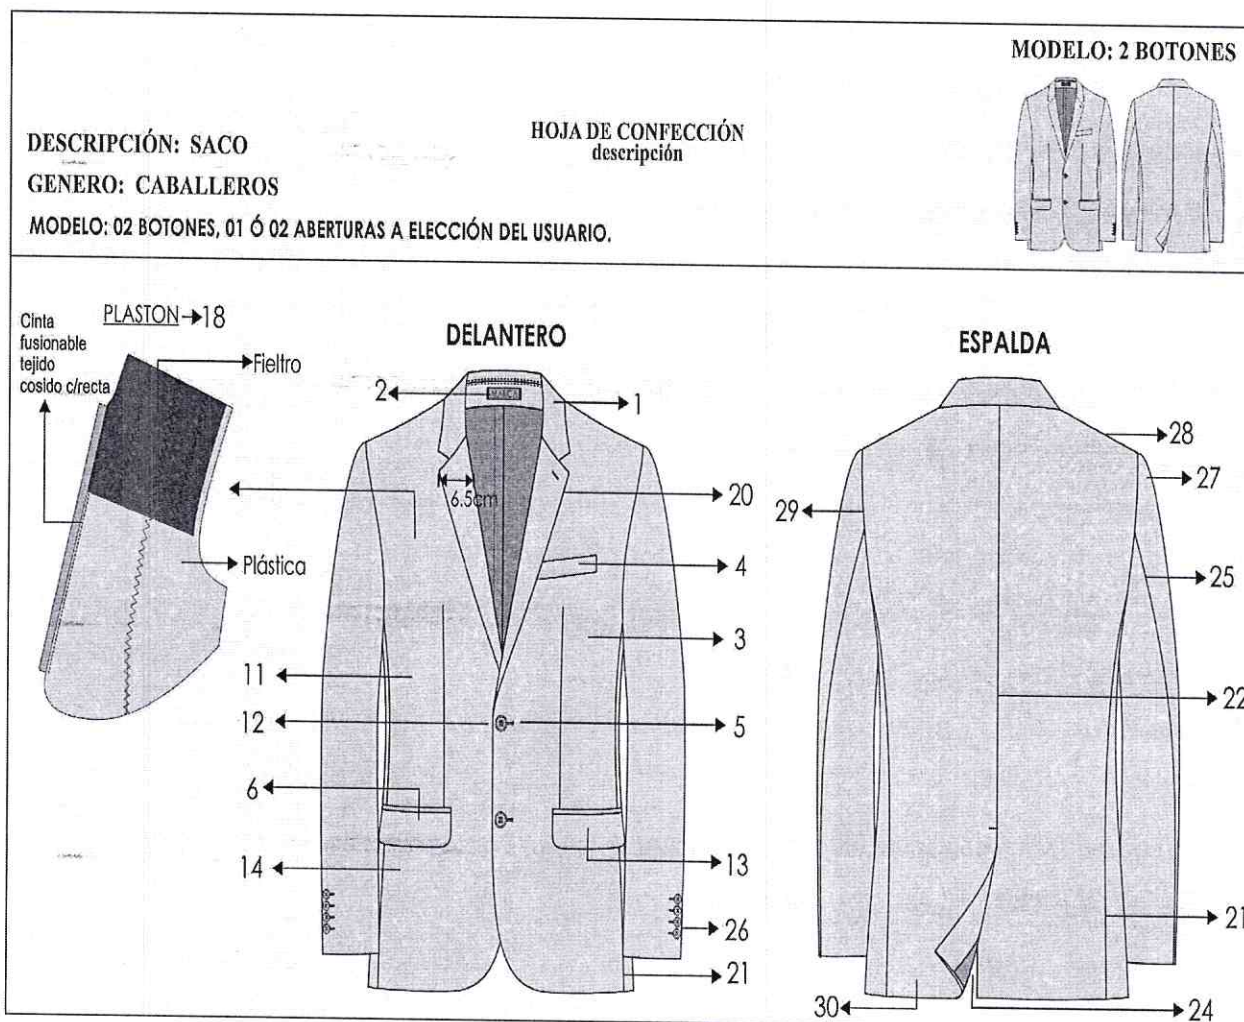 MODELO: 2 BOTONES
DESCRIPCIÓN: SACO
HOJA DE CONFECCIÓN
descripción
GENERO: CABALLEROS
MODELO: 02 BOTONES, 01 Ó 02 ABERTURAS A ELECCIÓN DEL USUARIO.
PLASTON 18
Cinta
fusionable
tejido
cosido c/recta
Fieltro
Plástica
DELANTERO
2
MARCA
1
6.5cm
20
4
3
11
12
5
6
14
13
26
21
ESPALDA
28
27
29
25
22
21
30
24